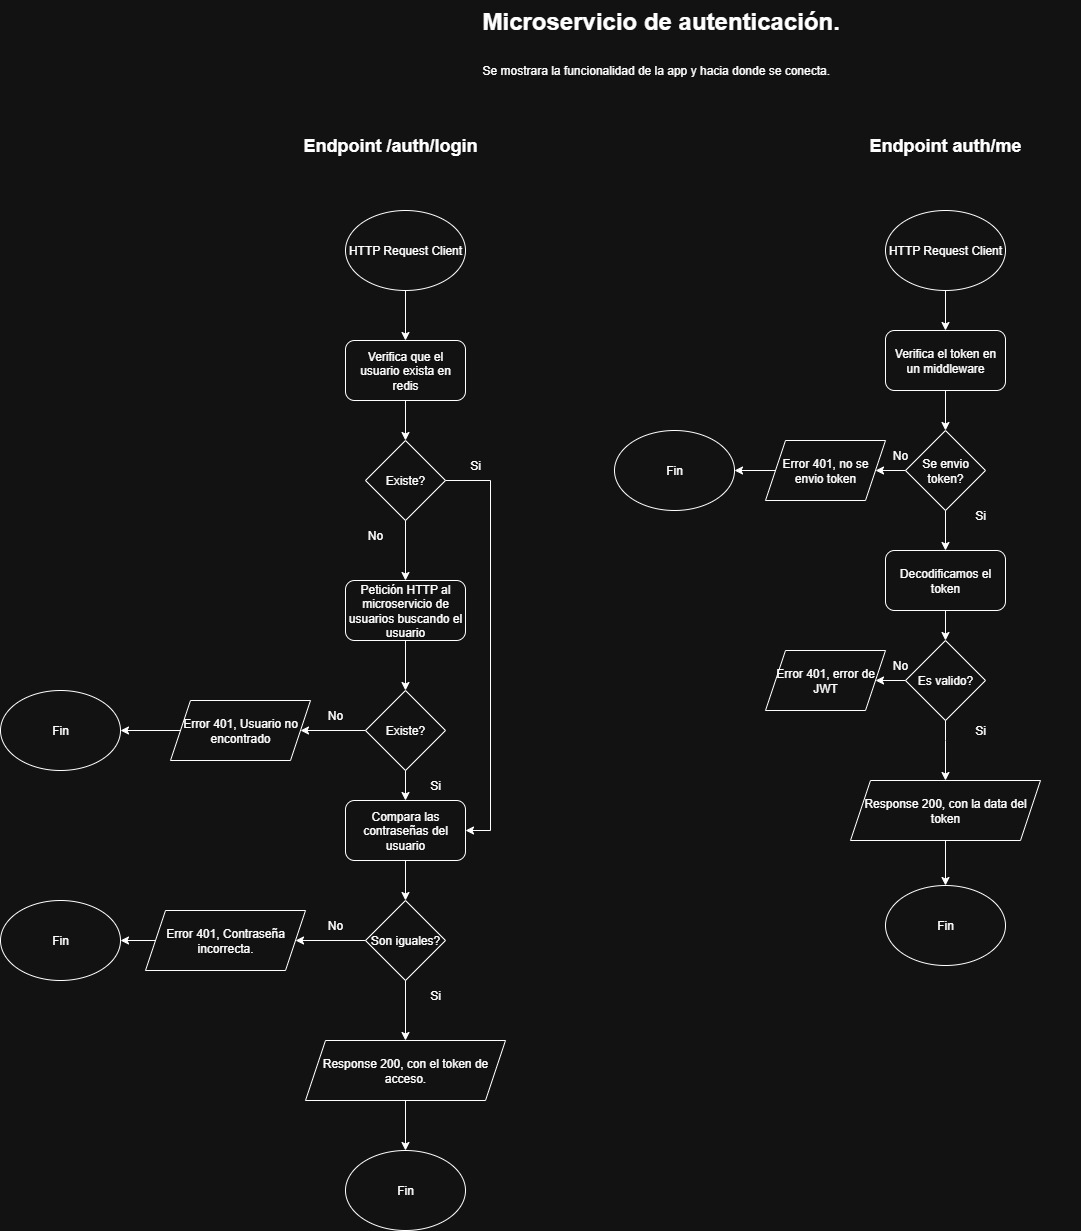 Microservicio de autenticación.
Se mostrara la funcionalidad de la app y hacia donde se conecta.
Endpoint /auth/login
HTTP Request Client
Verifica que el
usuario exista en
redis
Existe?
Si
No
Petición HTTP al
microservicio de
usuarios buscando el
usuario
Existe?
No
Error 401, Usuario no
encontrado
Fin
Si
Compara las
contraseñas del
usuario
Son iguales?
No
Error 401, Contraseña
incorrecta.
Fin
Si
Response 200, con el token de
acceso.
Fin
Endpoint auth/me
HTTP Request Client
Verifica el token en
un middleware
Se envio
token?
No
Error 401, no se
envio token
Fin
Si
Decodificamos el
token
Es valido?
No
Error 401, error de
JWT
Si
Response 200, con la data del
token
Fin